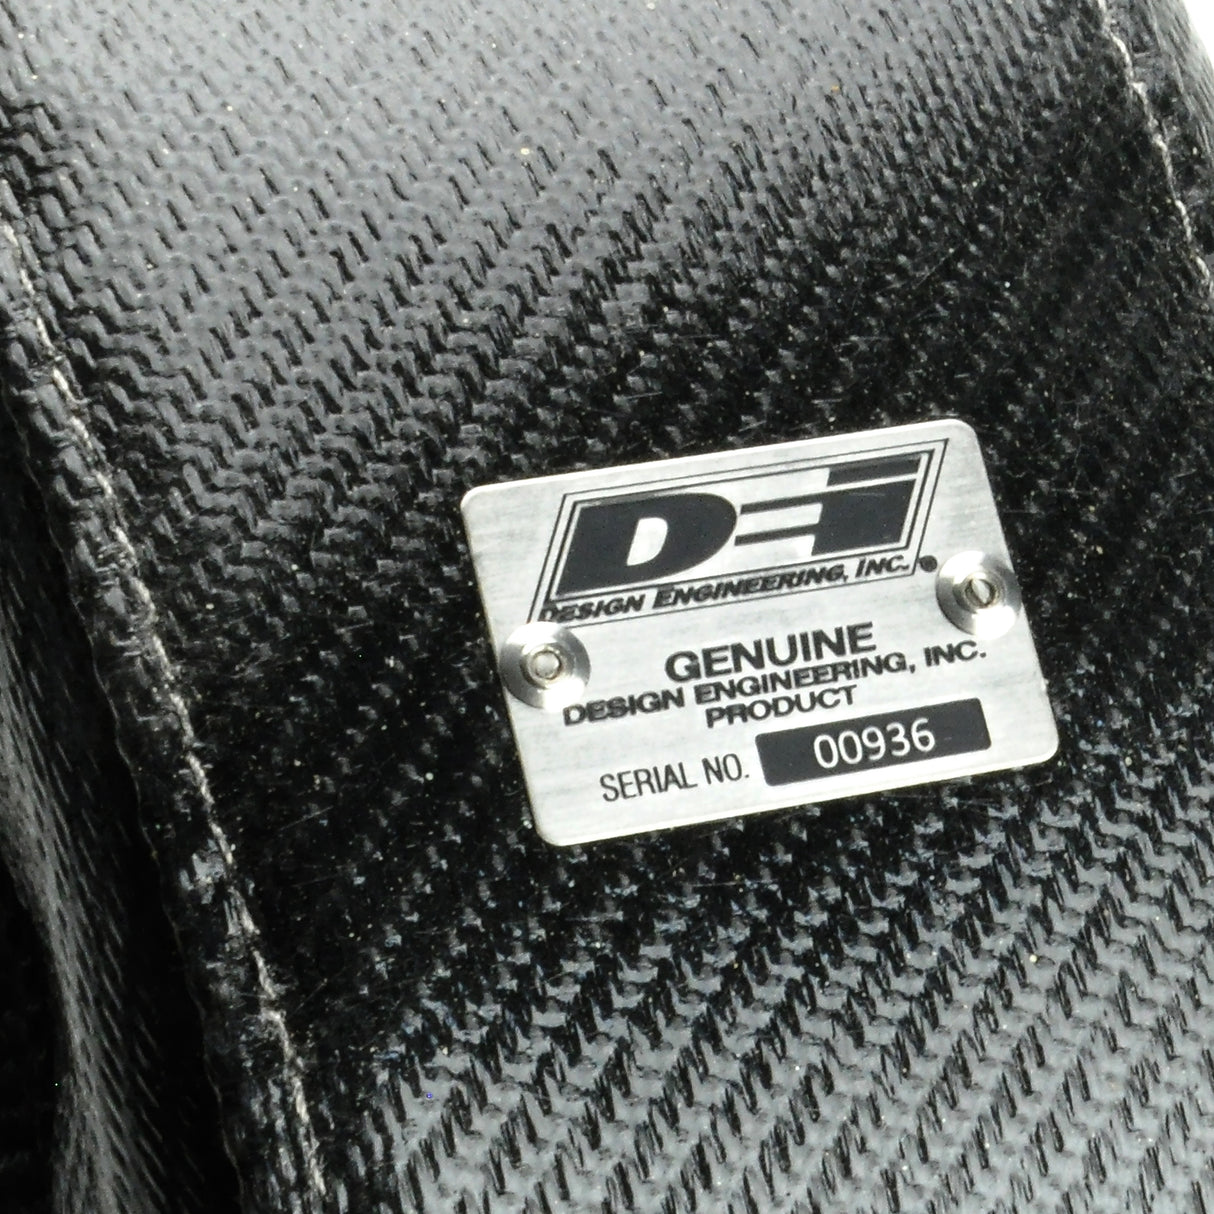 DEi
DESIGN ENGINEERING, INC.®
GENUINE
DESIGN ENGINEERING, INC.
PRODUCT
SERIAL NO. 00936